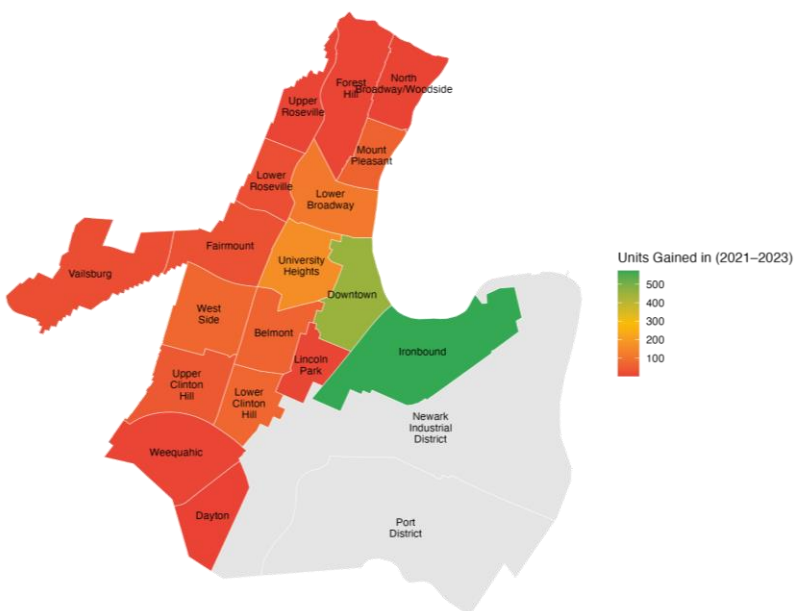 North
Broadway/Woodside
Forest
Hill
Upper
Roseville
Mount
Pleasant
Lower
Roseville
Lower
Broadway
Fairmount
University
Heights
Vailsburg
Downtown
West
Side
Belmont
Ironbound
Lincoln
Park
Upper
Clinton
Hill
Lower
Clinton
Hill
Newark
Industrial
District
Weequahic
Dayton
Port
District
Units Gained in (2021–2023)
500
400
300
200
100